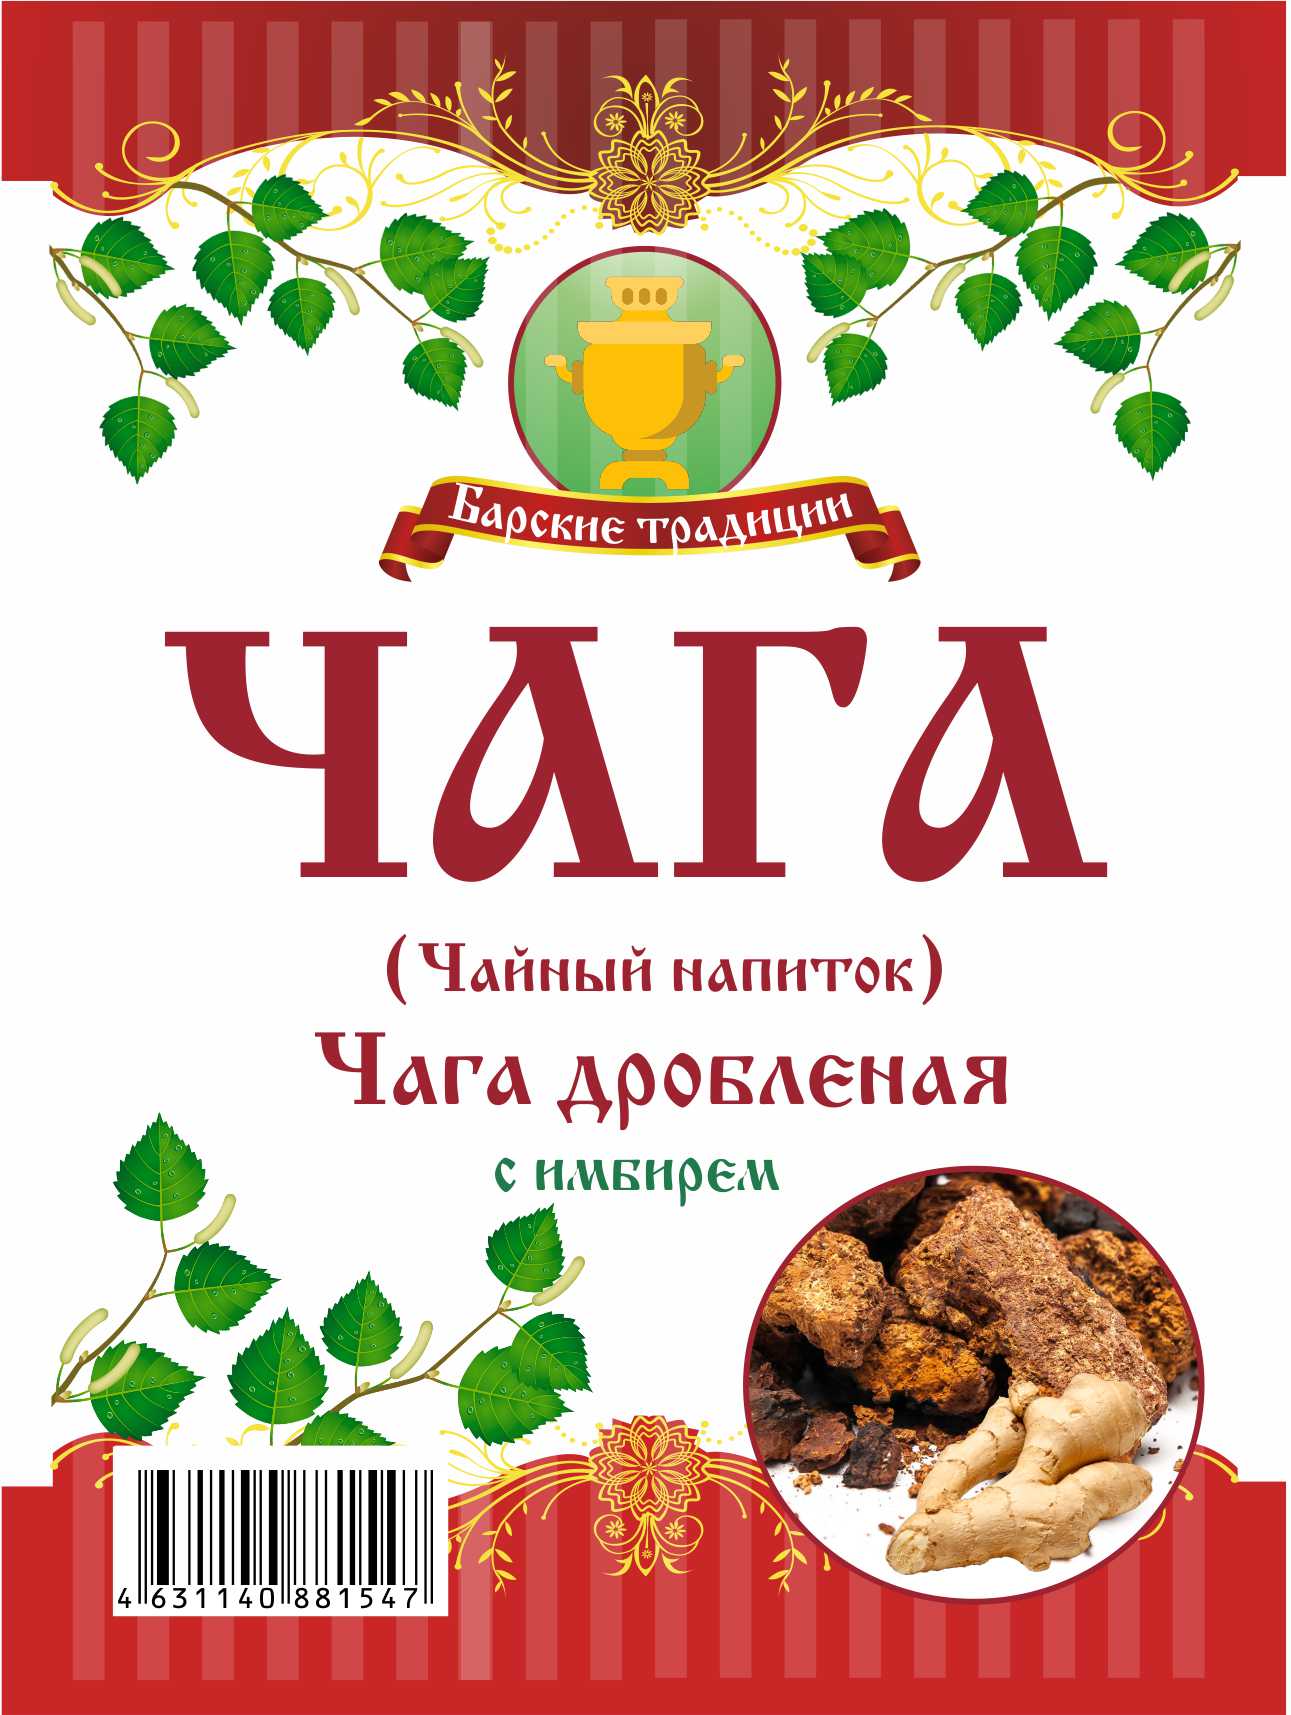 Барские традиции
ЧАГА
(Чайный напиток)
Чага дробленая
с имбирем
4 631140 881547